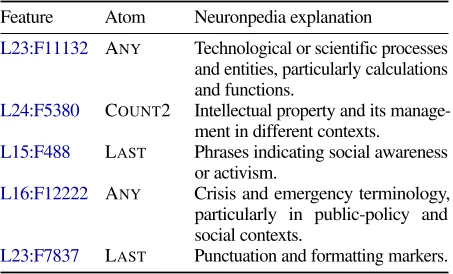 Feature Atom Neuronpedia explanation
L23:F11132 ANY Technological or scientific processes
and entities, particularly calculations
and functions.
L24:F5380 COUNT2 Intellectual property and its manage-
ment in different contexts.
L15:F488 LAST Phrases indicating social awareness
or activism.
L16:F12222 ANY Crisis and emergency terminology,
particularly in public-policy and
social contexts.
L23:F7837 LAST Punctuation and formatting markers.